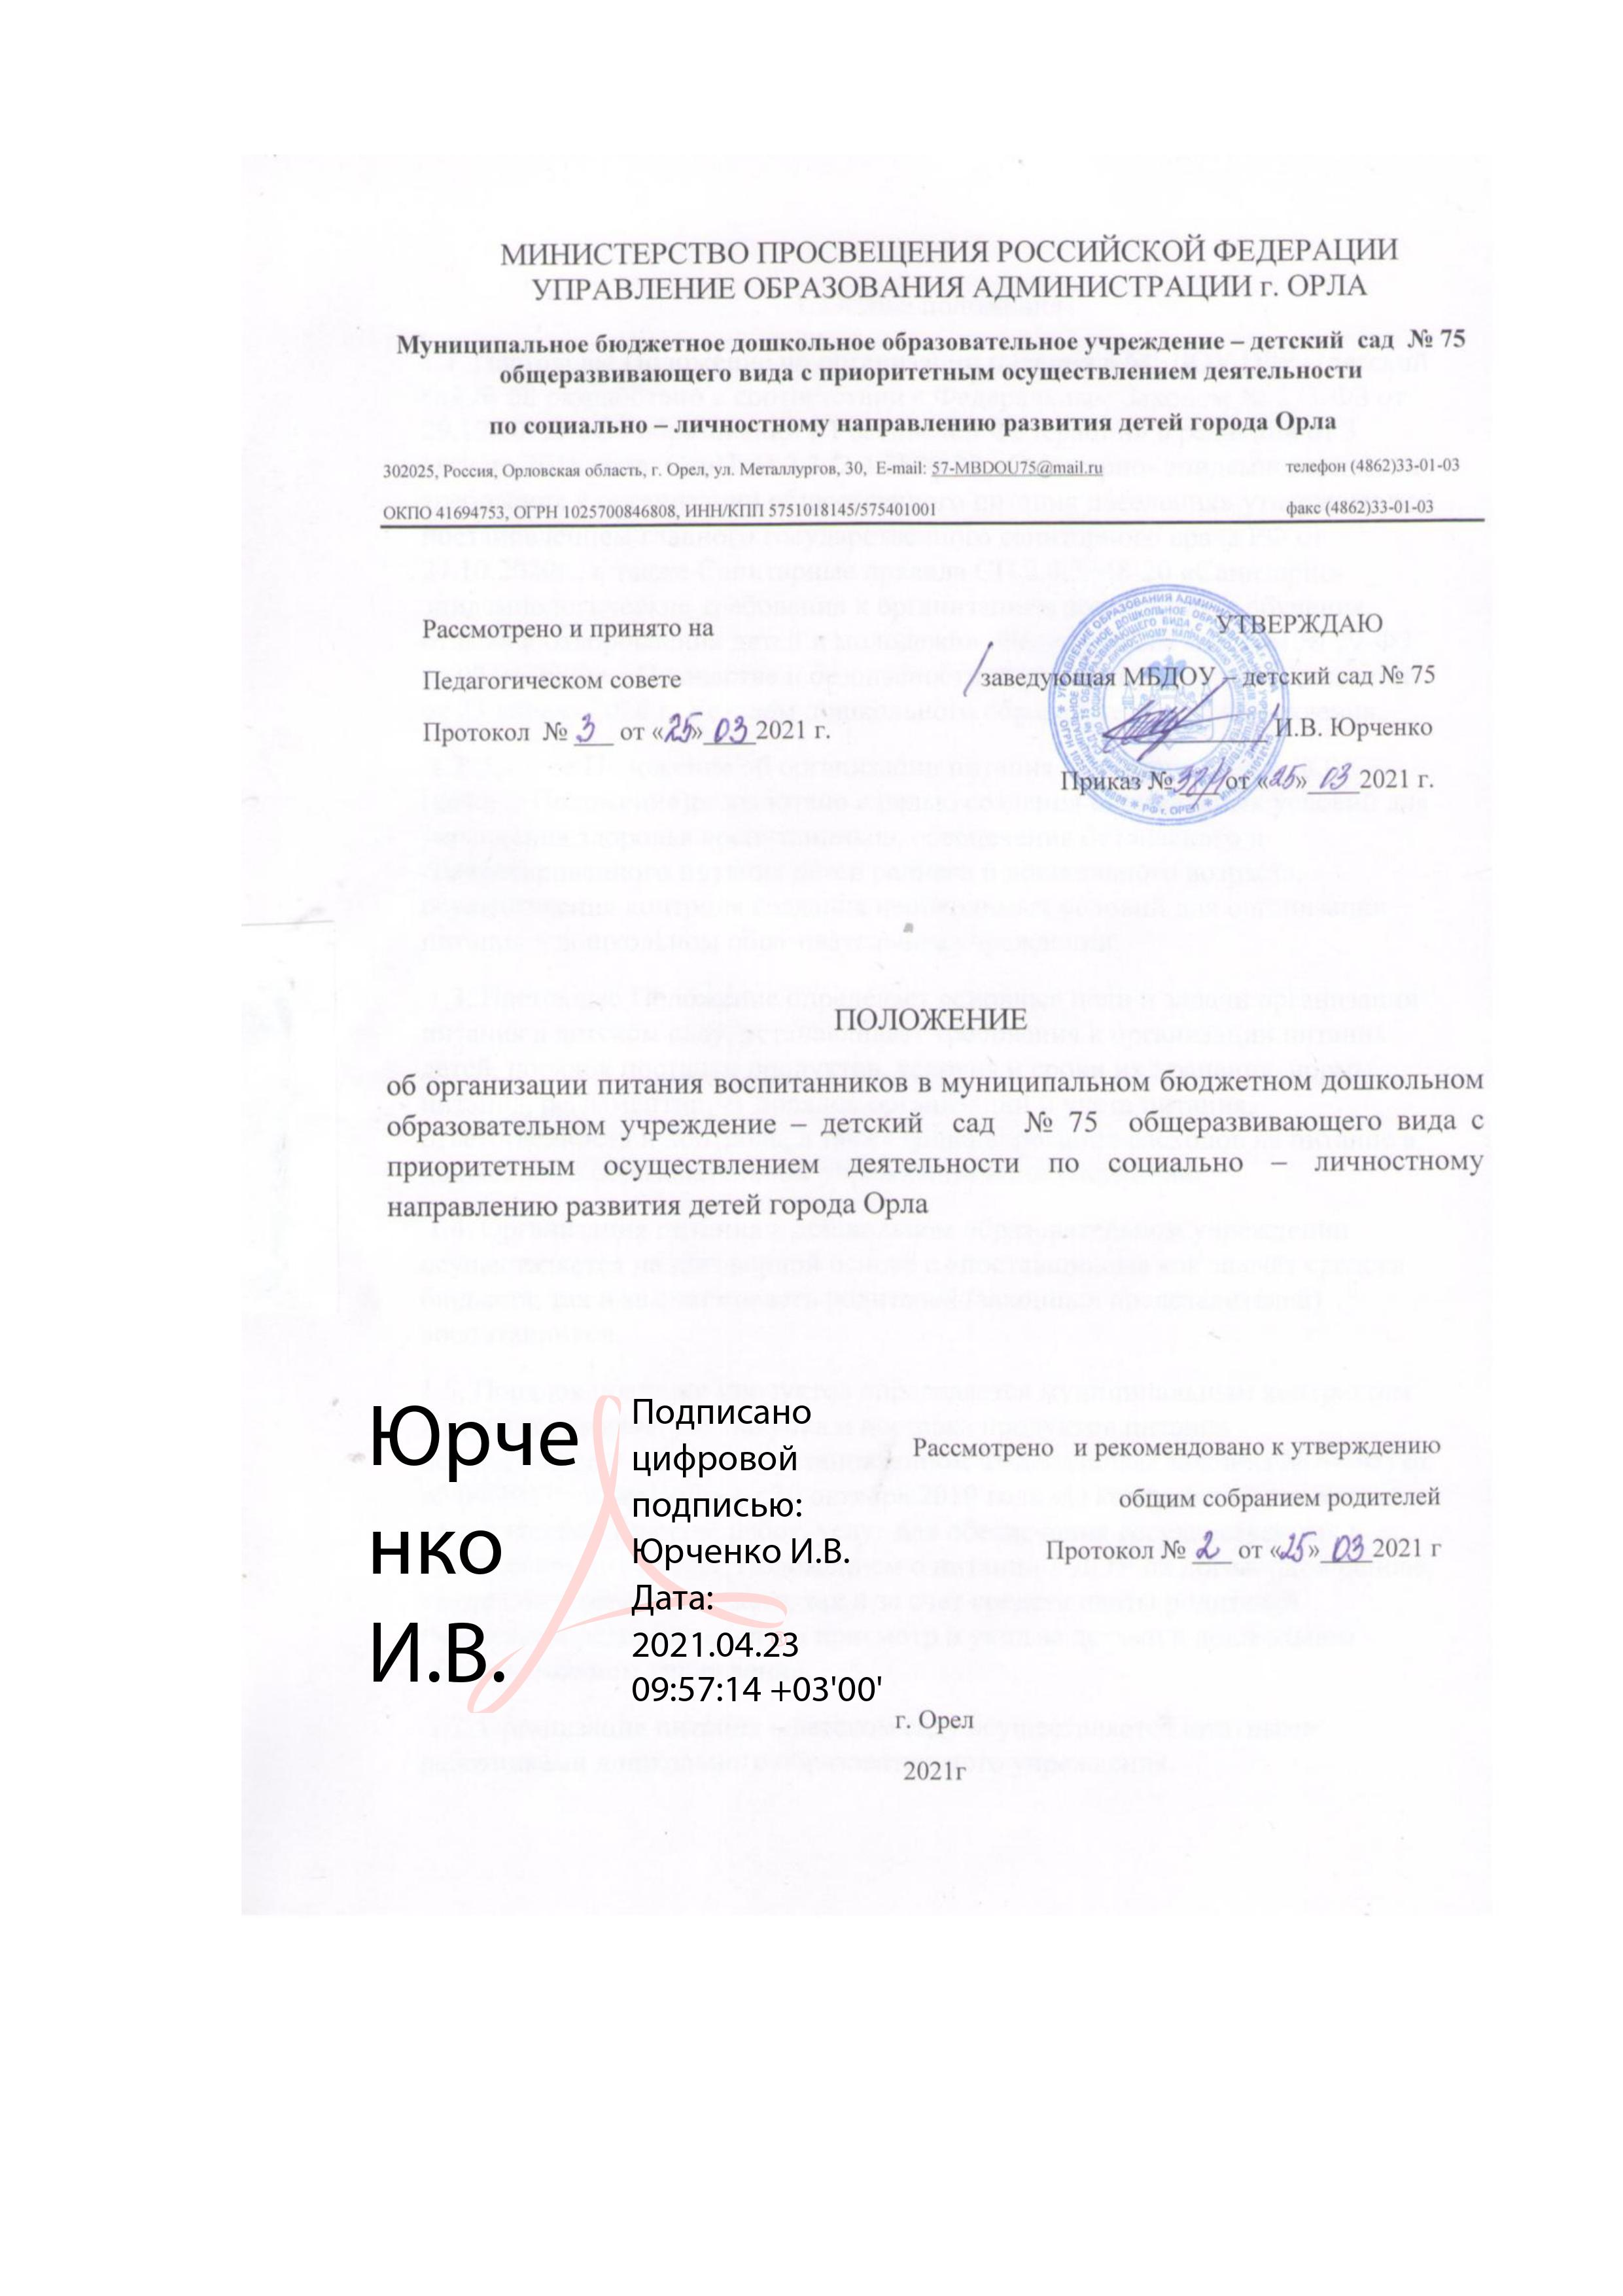 МИНИСТЕРСТВО ПРОСВЕЩЕНИЯ РОССИЙСКОЙ ФЕДЕРАЦИИ
УПРАВЛЕНИЕ ОБРАЗОВАНИЯ АДМИНИСТРАЦИИ г. ОРЛА
Муниципальное бюджетное дошкольное образовательное учреждение – детский сад № 75
общеразвивающего вида с приоритетным осуществлением деятельности
по социально – личностному направлению развития детей города Орла
302025, Россия, Орловская область, г. Орел, ул. Металлургов, 30, E-mail: 57-MBDOU75@mail.ru телефон (4862)33-01-03
ОКПО 41694753, ОГРН 1025700846808, ИНН/КПП 5751018145/575401001 факс (4862)33-01-03
Рассмотрено и принято на
Педагогическом совете
Протокол № 3 от «25» 03 2021 г.
УТВЕРЖДАЮ
заведующая МБДОУ – детский сад № 75
И.В. Юрченко
Приказ № от «25» 03 2021 г.
ПОЛОЖЕНИЕ
об организации питания воспитанников в муниципальном бюджетном дошкольном
образовательном учреждение – детский сад № 75 общеразвивающего вида с
приоритетным осуществлением деятельности по социально – личностному
направлению развития детей города Орла
Юрче
нко
И.В.
Подписано
цифровой
подписью:
Юрченко И.В.
Дата:
2021.04.23
09:57:14 +03'00'
Рассмотрено и рекомендовано к утверждению
общим собранием родителей
Протокол № 2 от «25» 03 2021 г
г. Орел
2021г